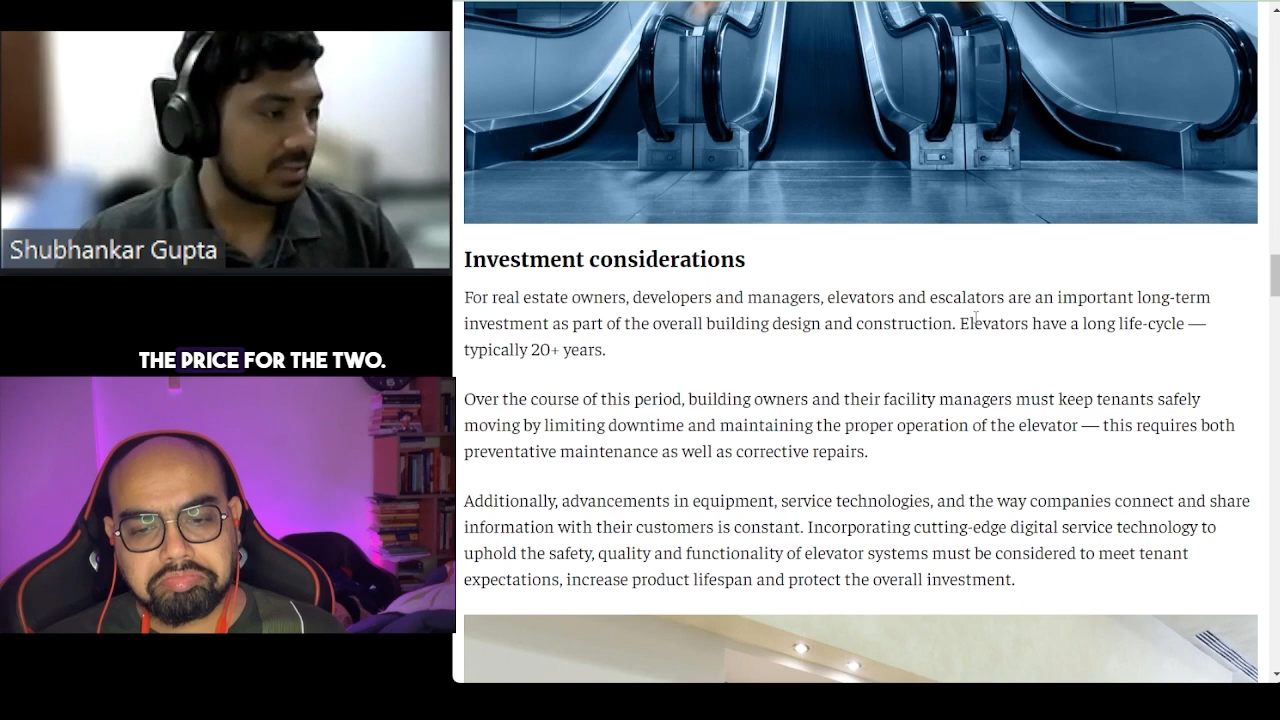 Shubhankar Gupta
THE PRICE FOR THE TWO.
Investment considerations
For real estate owners, developers and managers, elevators and escalators are an important long-term
investment as part of the overall building design and construction. Elevators have a long life-cycle —
typically 20+ years.
Over the course of this period, building owners and their facility managers must keep tenants safely
moving by limiting downtime and maintaining the proper operation of the elevator — this requires both
preventative maintenance as well as corrective repairs.
Additionally, advancements in equipment, service technologies, and the way companies connect and share
information with their customers is constant. Incorporating cutting-edge digital service technology to
uphold the safety, quality and functionality of elevator systems must be considered to meet tenant
expectations, increase product lifespan and protect the overall investment.